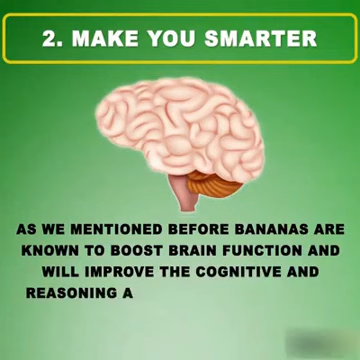 2. MAKE YOU SMARTER
AS WE MENTIONED BEFORE BANANAS ARE
KNOWN TO BOOST BRAIN FUNCTION AND
WILL IMPROVE THE COGNITIVE AND
REASONING A